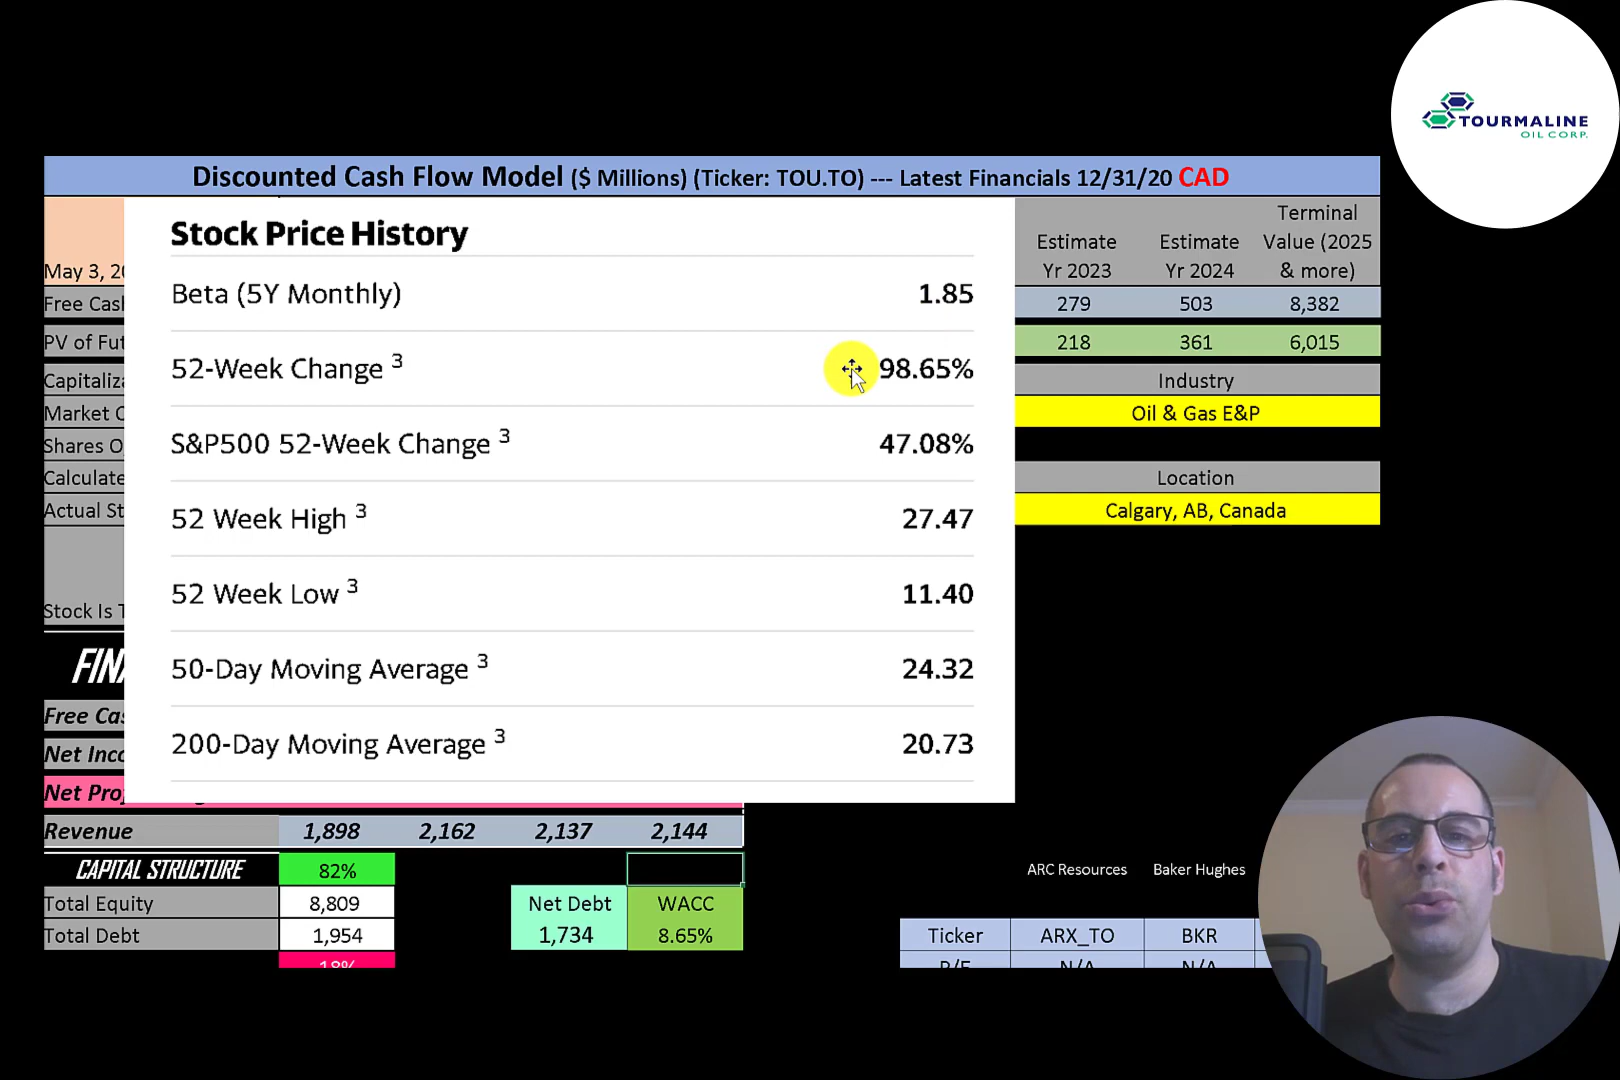 TOURMALINE
OIL CORP.
Discounted Cash Flow Model ($ Millions) (Ticker: TOU.TO) --- Latest Financials 12/31/20 CAD
Stock Price History
Beta (5Y Monthly) 1.85
52-Week Change 3 98.65%
S&P500 52-Week Change 3 47.08%
52 Week High 3 27.47
52 Week Low 3 11.40
50-Day Moving Average 3 24.32
200-Day Moving Average 3 20.73
May 3, 20
Free Cas
PV of Fut
Capitaliza
Market C
Shares O
Calculate
Actual St
Stock Is T
Estimate Yr 2023
Estimate Yr 2024
Terminal Value (2025 & more)
279 503 8,382
218 361 6,015
Industry
Oil & Gas E&P
Location
Calgary, AB, Canada
FIN
Free Cas
Net Inco
Net Proj
Revenue 1,898 2,162 2,137 2,144
CAPITAL STRUCTURE 82%
Total Equity 8,809
Total Debt 1,954
18%
Net Debt WACC
1,734 8.65%
ARC Resources Baker Hughes
Ticker ARX_TO BKR
P/E N/A N/A